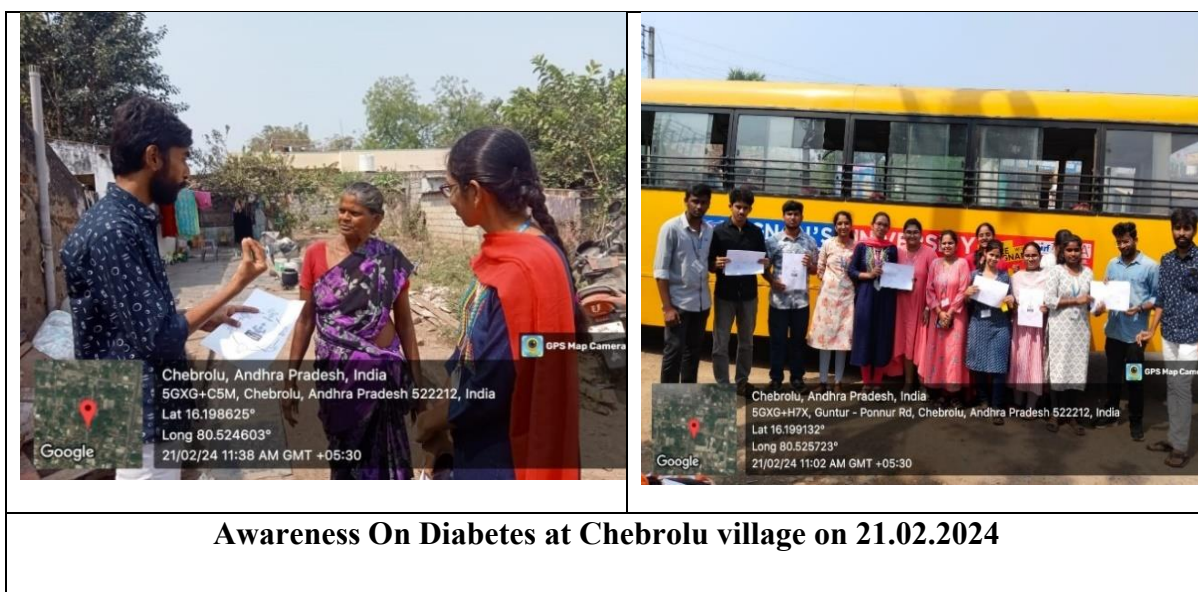 GPS Map Camera
Chebrolu, Andhra Pradesh, India
5GXG+C5M, Chebrolu, Andhra Pradesh 522212, India
Lat 16.198625°
Long 80.524603°
21/02/24 11:38 AM GMT +05:30
Google
UNIVERSITY
GPS Map Cam
Chebrolu, Andhra Pradesh, India
5GXG+H7X, Guntur - Ponnur Rd, Chebrolu, Andhra Pradesh 522212, India
Lat 16.199132°
Long 80.525723°
21/02/24 11:02 AM GMT +05:30
Google
Awareness On Diabetes at Chebrolu village on 21.02.2024